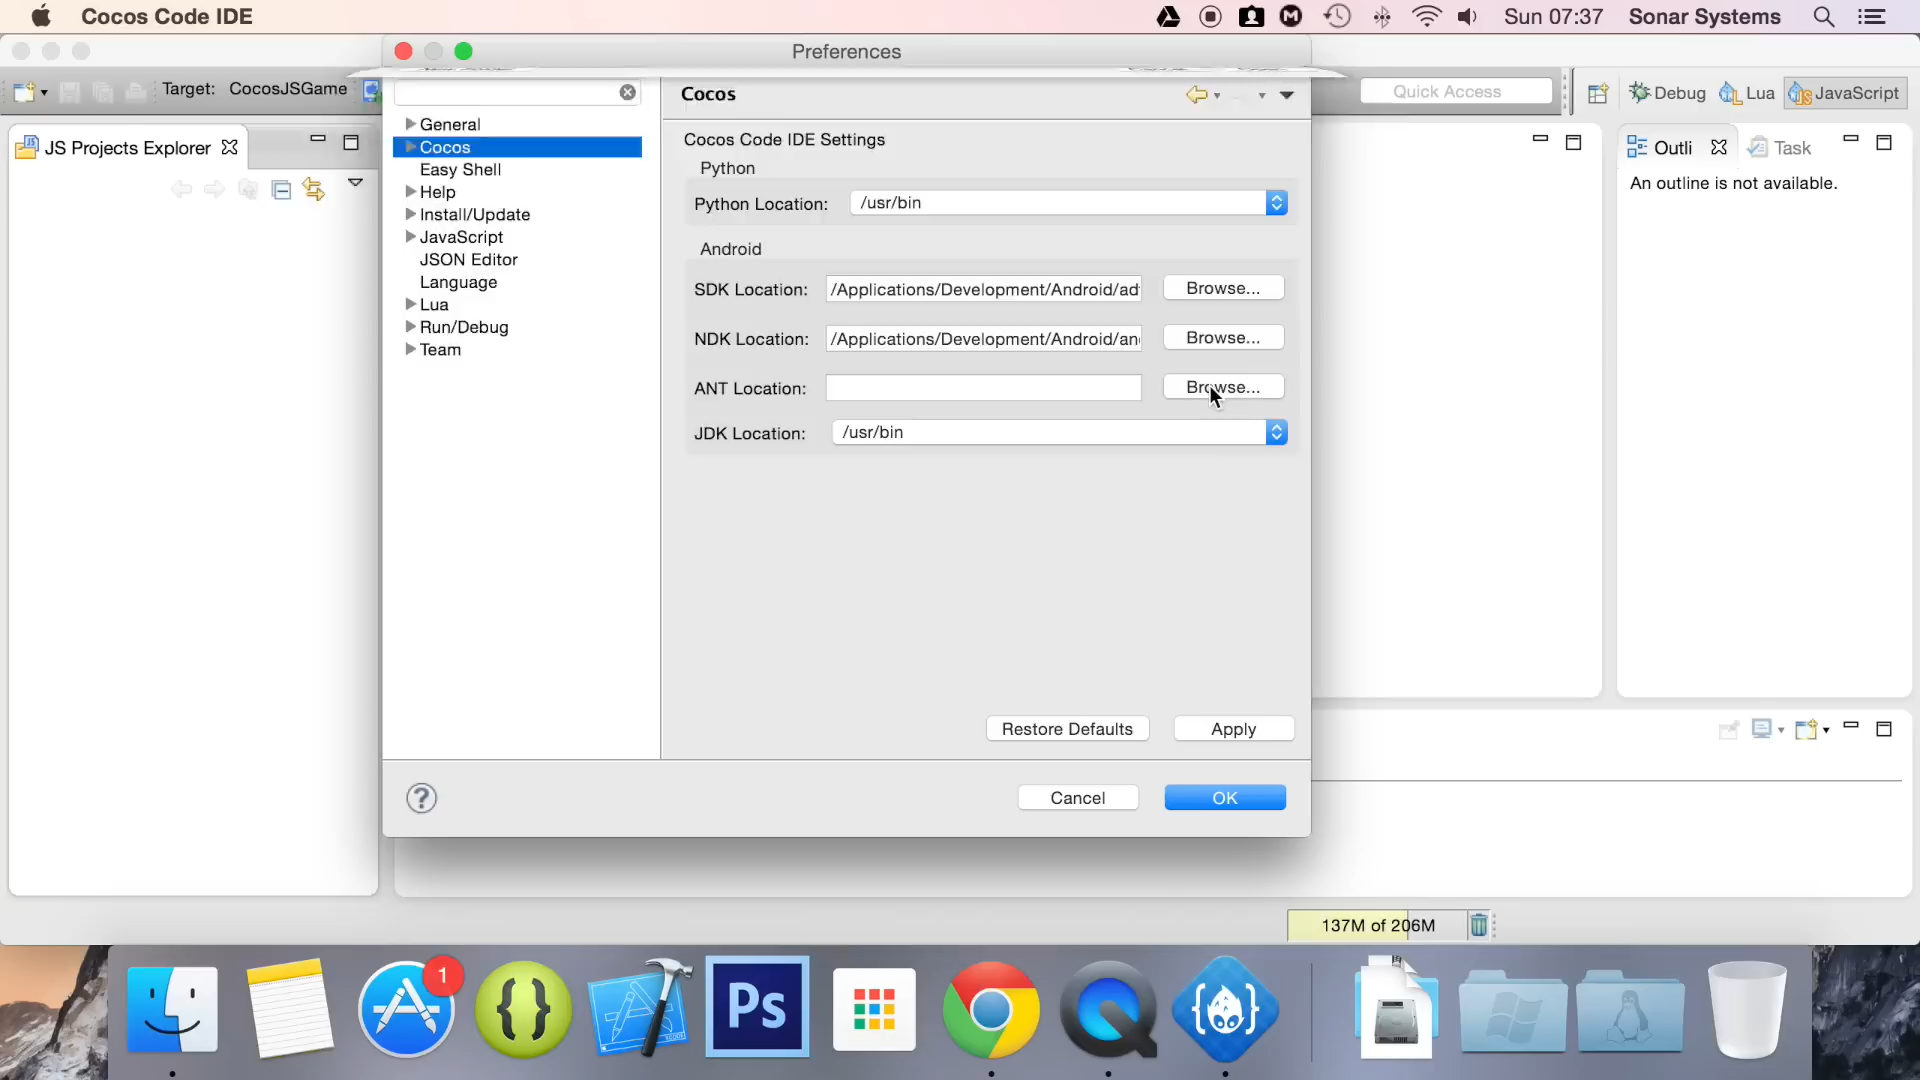 Cocos Code IDE
Sun 07:37
Sonar Systems
Preferences
Target: CocosJSGame
Quick Access
Debug
Lua
JavaScript
JS Projects Explorer
General
Cocos
Easy Shell
Help
Install/Update
JavaScript
JSON Editor
Language
Lua
Run/Debug
Team
Cocos
Cocos Code IDE Settings
Python
Python Location: /usr/bin
Android
SDK Location: /Applications/Development/Android/ad Browse...
NDK Location: /Applications/Development/Android/an Browse...
ANT Location: Browse...
JDK Location: /usr/bin
Restore Defaults
Apply
Cancel
OK
Outli
Task
An outline is not available.
137M of 206M
1
Ps